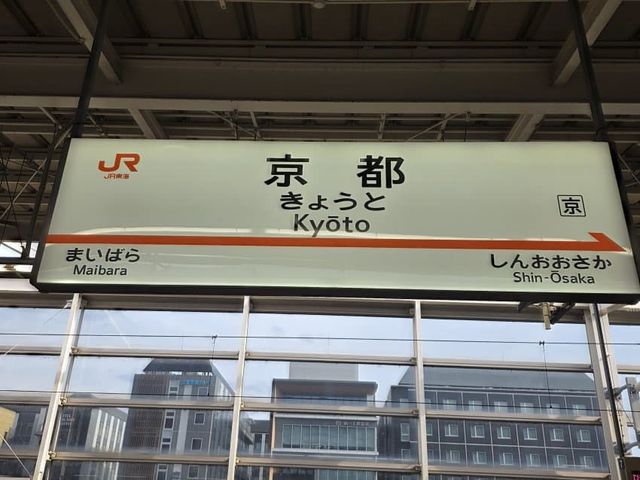 JR
JR東海
京都
きょうと
Kyōto
京
まいばら
Maibara
しんおおさか
Shin-Ōsaka